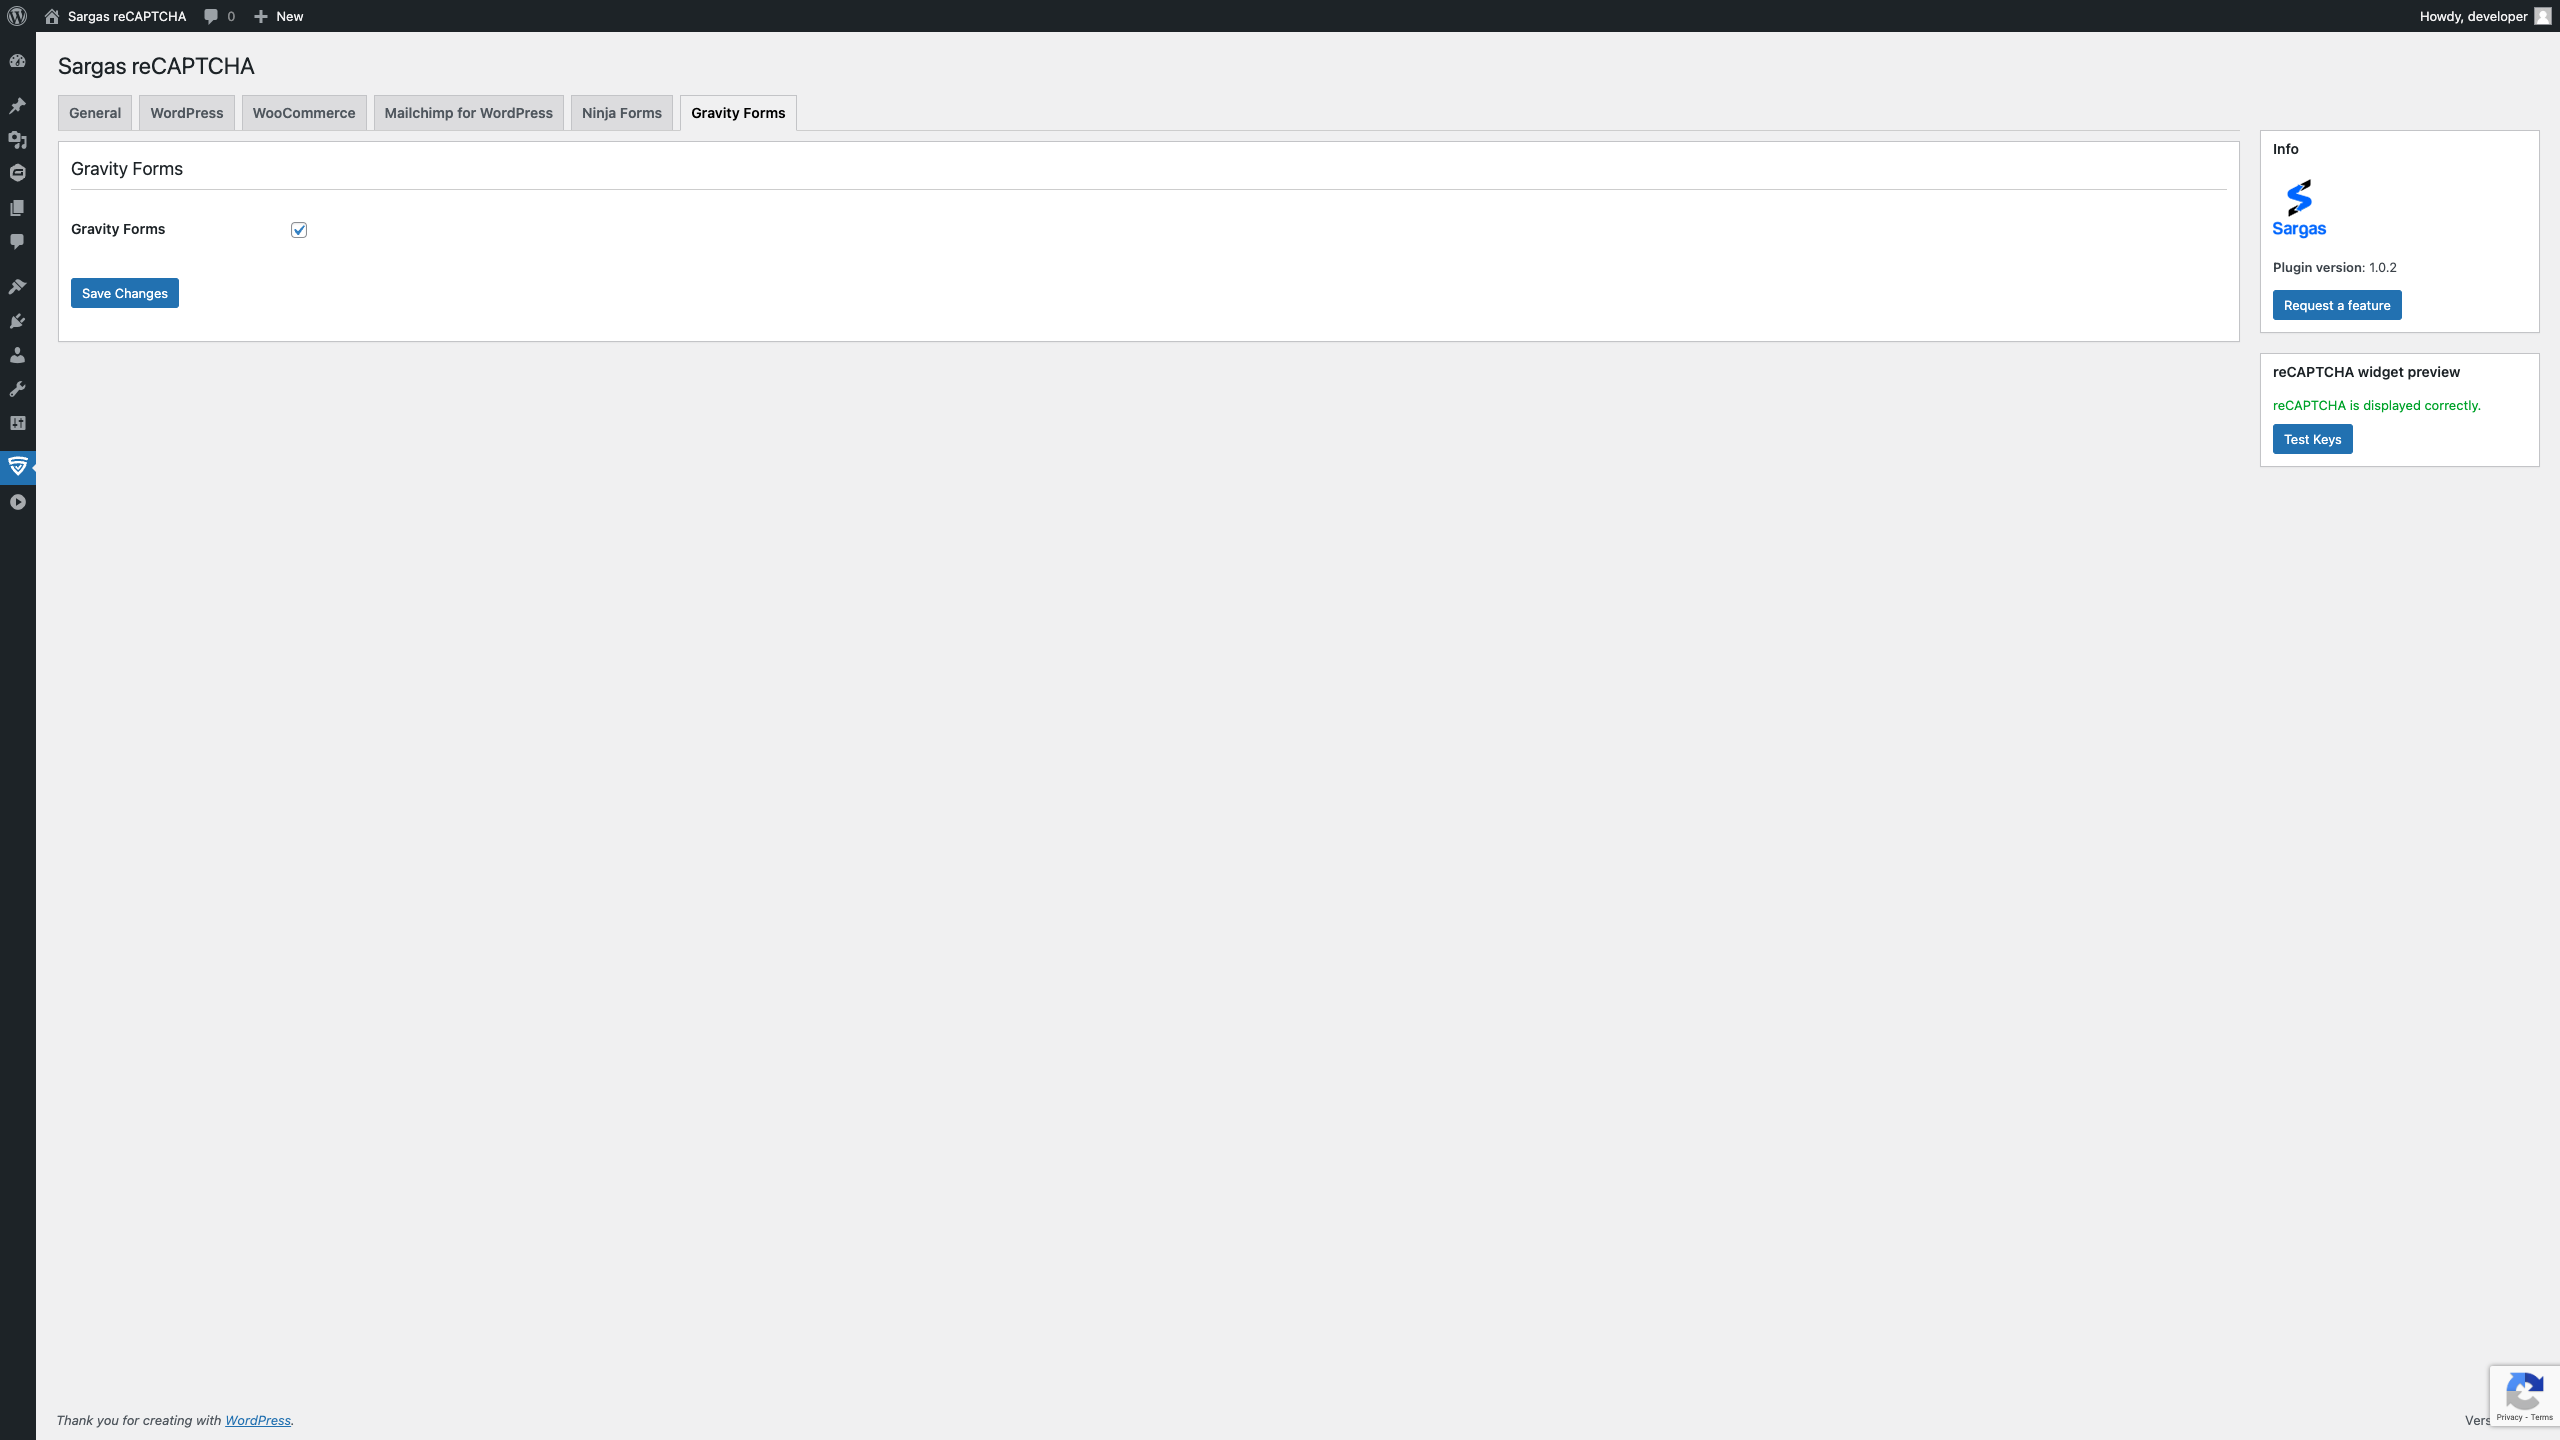 Sargas reCAPTCHA 0 New Howdy, developer
Sargas reCAPTCHA
General WordPress WooCommerce Mailchimp for WordPress Ninja Forms Gravity Forms
Gravity Forms
Gravity Forms
Save Changes
Info
Sargas
Plugin version: 1.0.2
Request a feature
reCAPTCHA widget preview
reCAPTCHA is displayed correctly.
Test Keys
Thank you for creating with WordPress.
Privacy - Terms